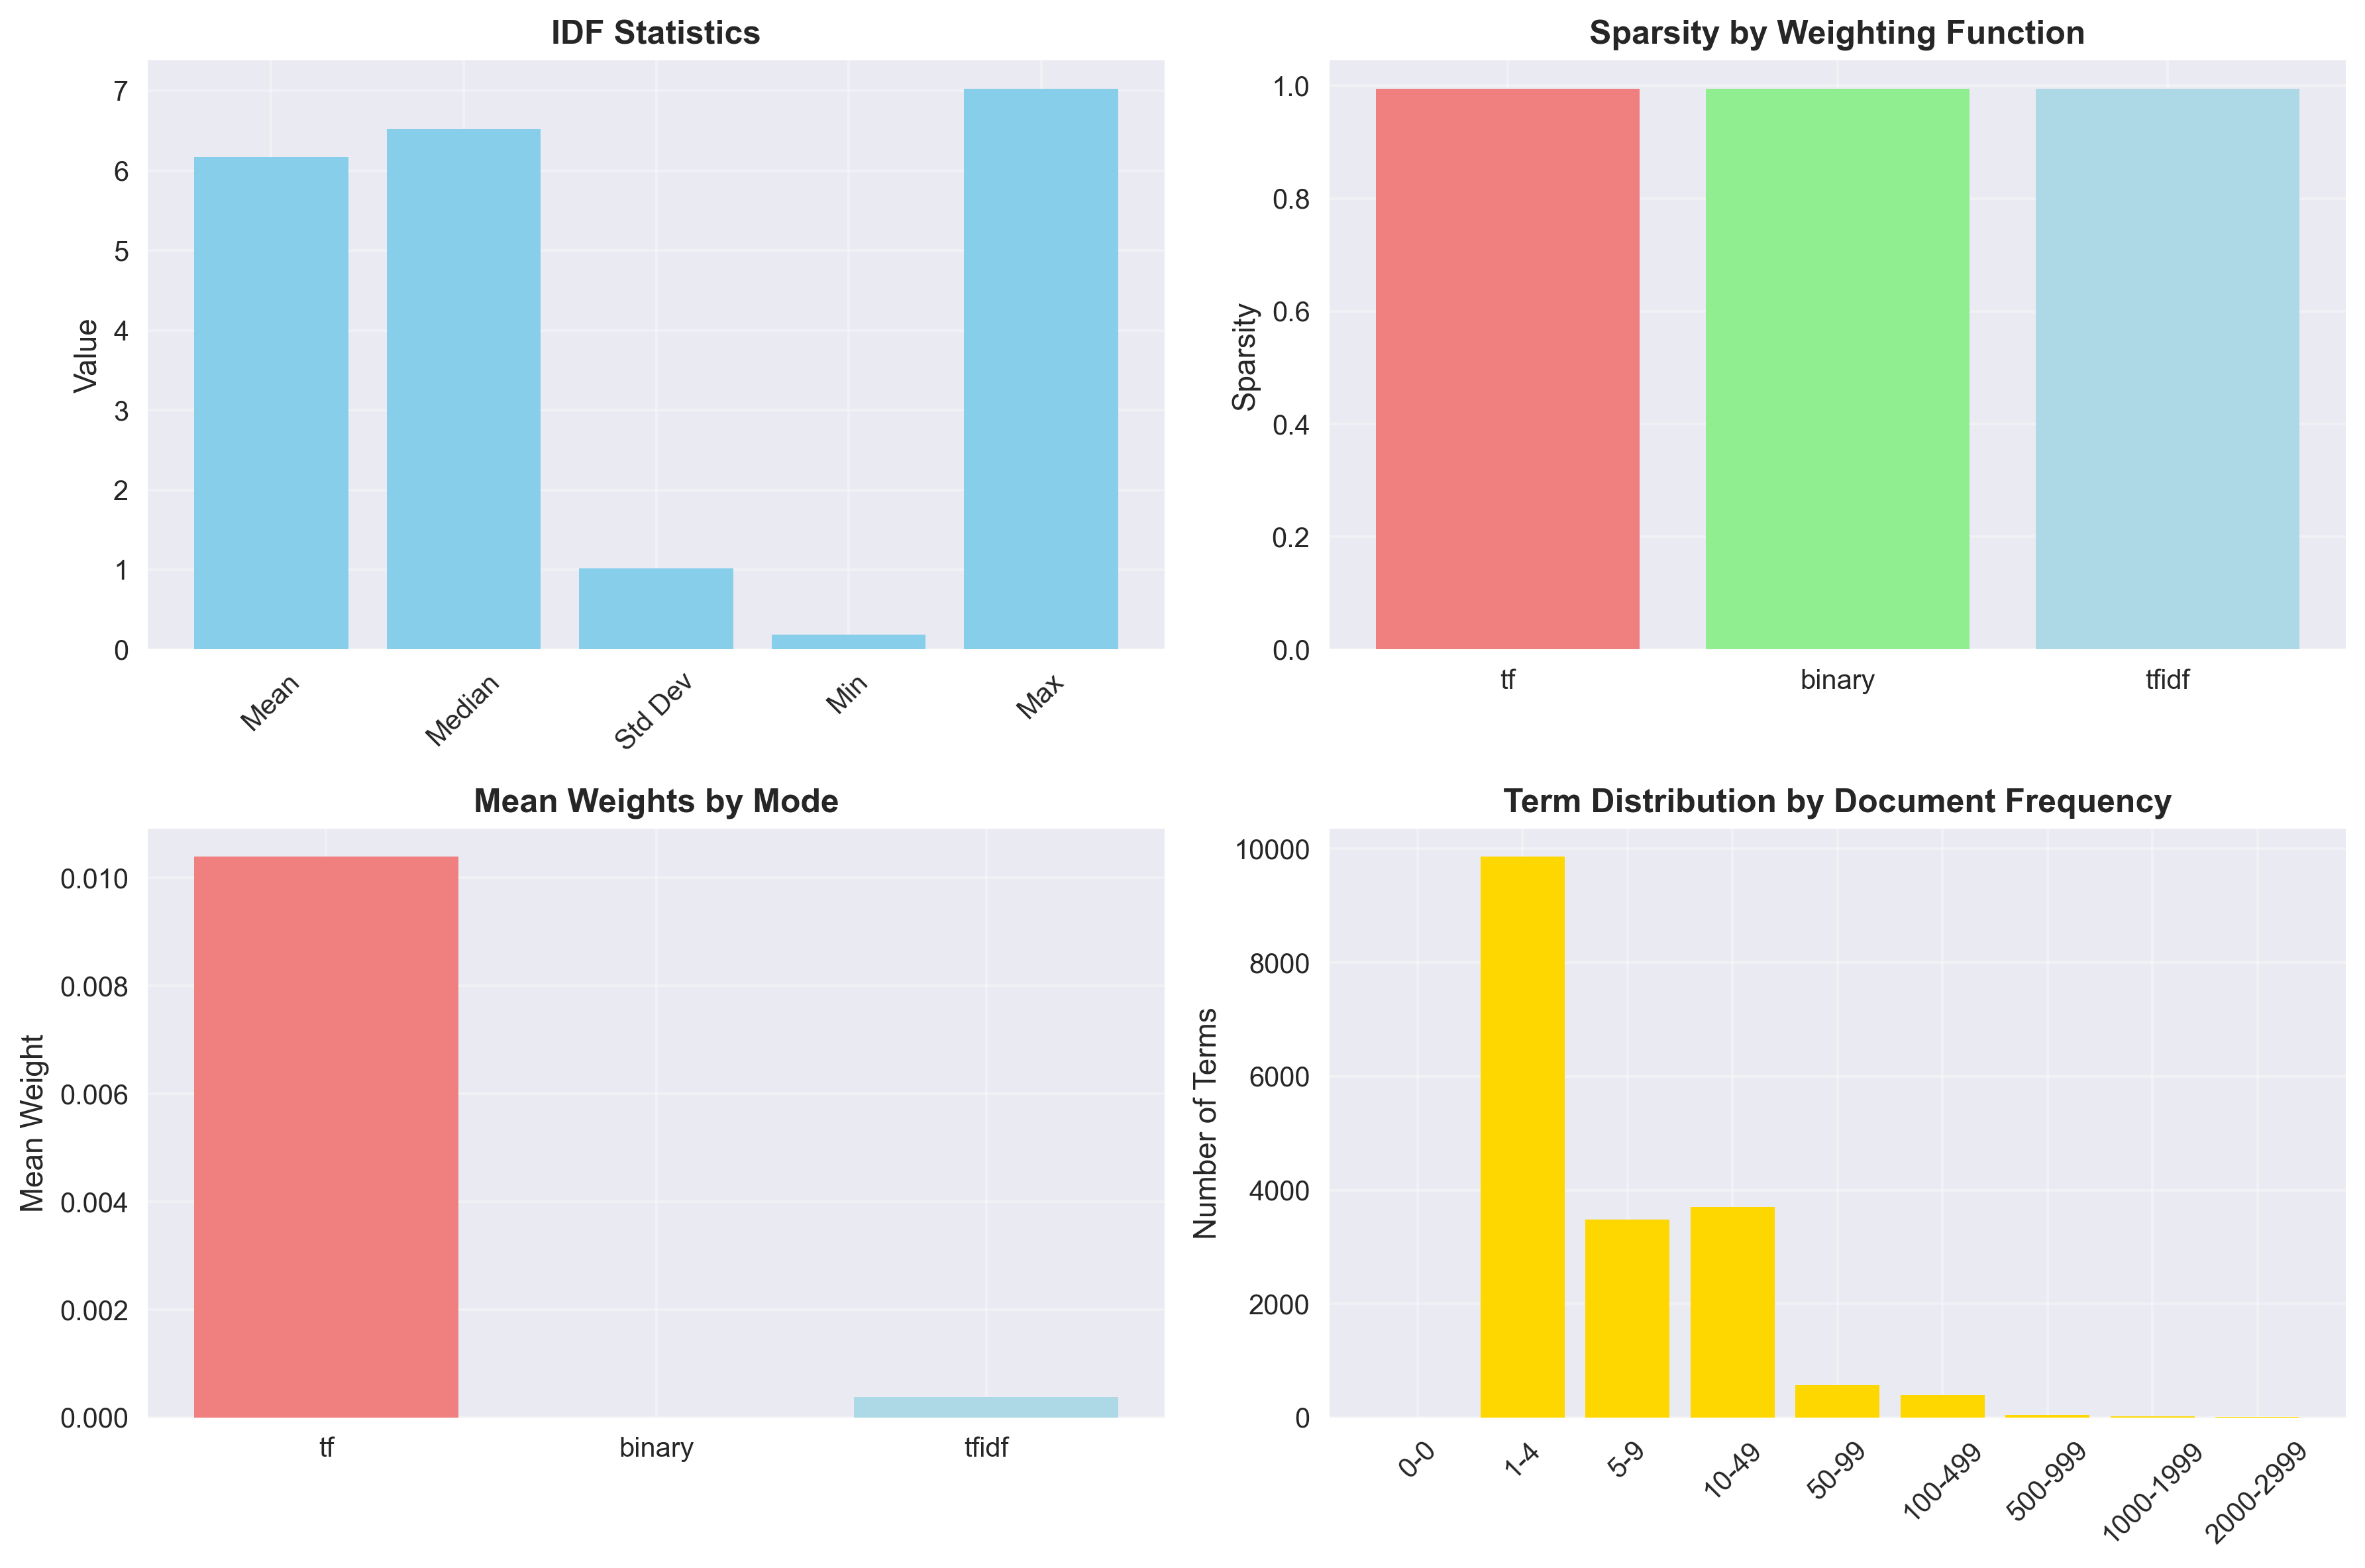 IDF Statistics
Value
7
6
5
4
3
2
1
0
Mean
Median
Std Dev
Min
Max
Sparsity by Weighting Function
Sparsity
1.0
0.8
0.6
0.4
0.2
0.0
tf
binary
tfidf
Mean Weights by Mode
Mean Weight
0.010
0.008
0.006
0.004
0.002
0.000
tf
binary
tfidf
Term Distribution by Document Frequency
Number of Terms
10000
8000
6000
4000
2000
0
0-0
1-4
5-9
10-49
50-99
100-499
500-999
1000-1999
2000-2999